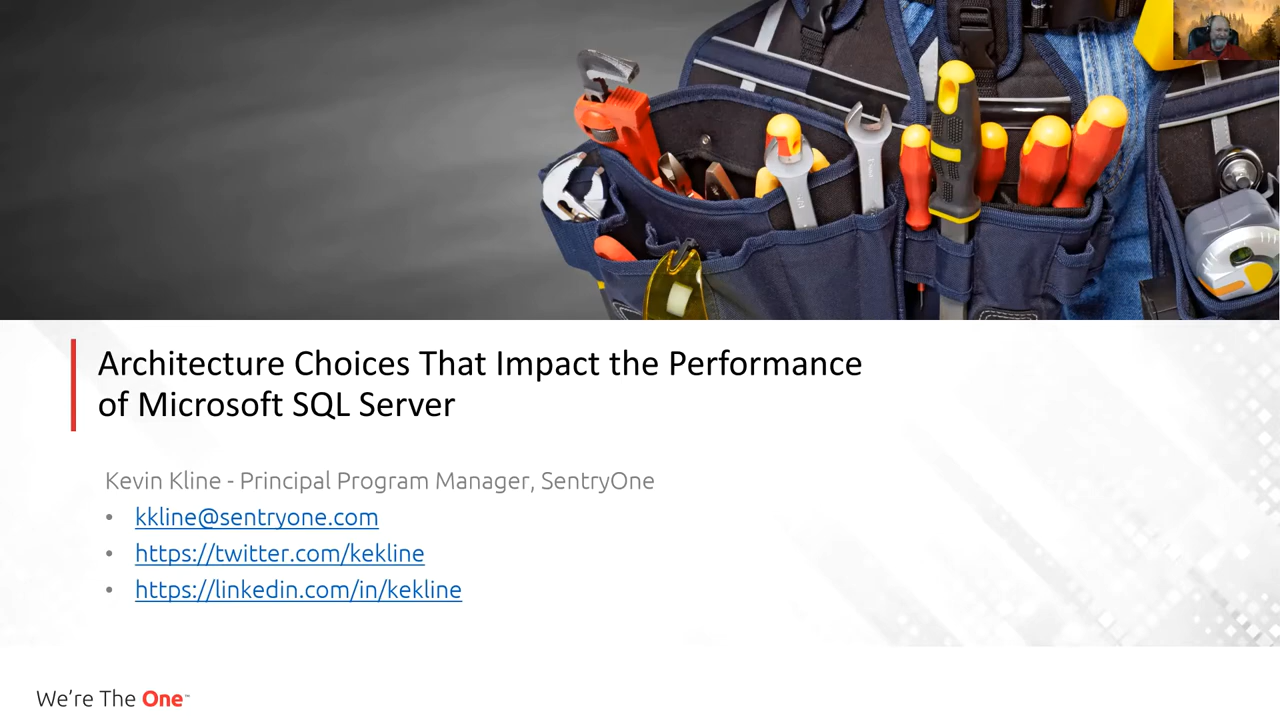 Architecture Choices That Impact the Performance
of Microsoft SQL Server
Kevin Kline - Principal Program Manager, SentryOne
• kkline@sentryone.com
• https://twitter.com/kekline
• https://linkedin.com/in/kekline
We're The One™